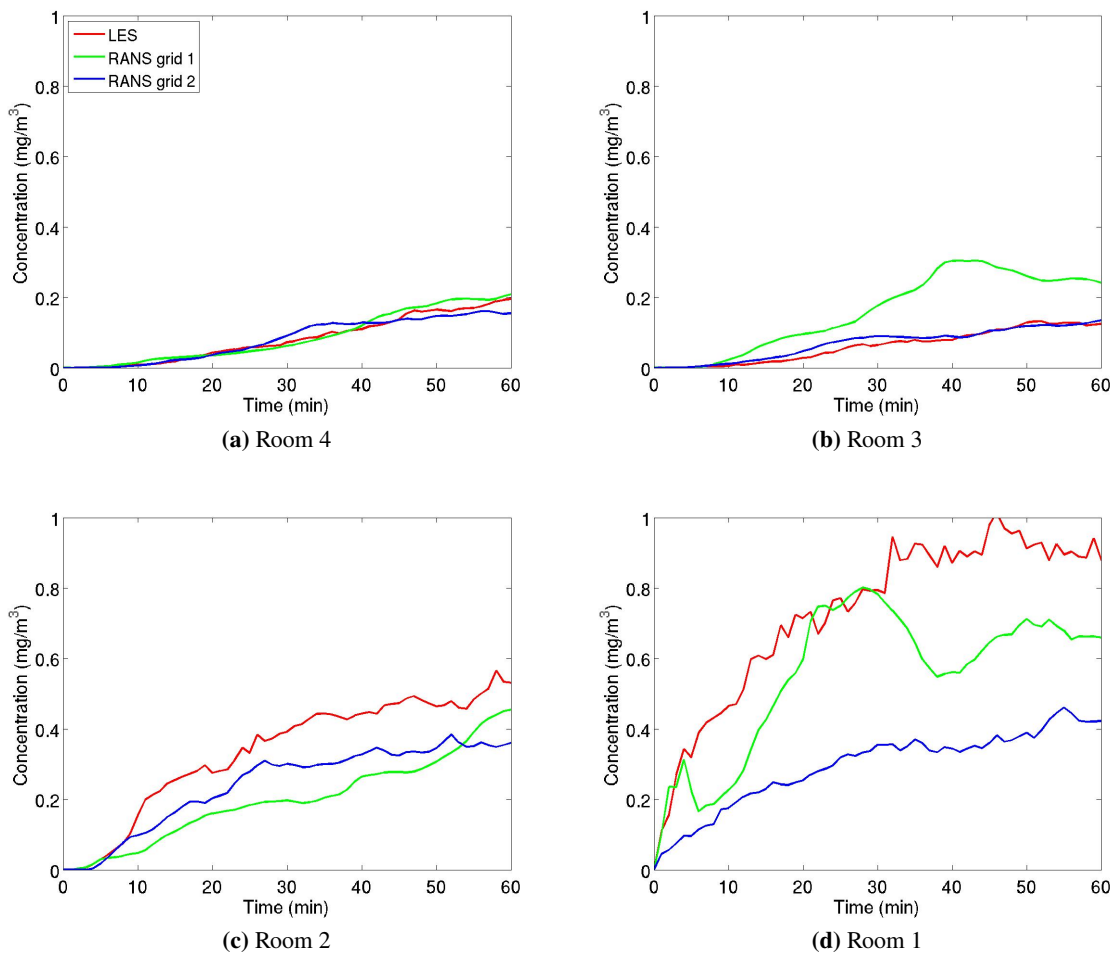 1
0.8
0.6
0.4
0.2
0
Concentration (mg/m³)
LES
RANS grid 1
RANS grid 2
0 10 20 30 40 50 60
Time (min)
(a) Room 4
1
0.8
0.6
0.4
0.2
0
Concentration (mg/m³)
0 10 20 30 40 50 60
Time (min)
(b) Room 3
1
0.8
0.6
0.4
0.2
0
Concentration (mg/m³)
0 10 20 30 40 50 60
Time (min)
(c) Room 2
1
0.8
0.6
0.4
0.2
0
Concentration (mg/m³)
0 10 20 30 40 50 60
Time (min)
(d) Room 1